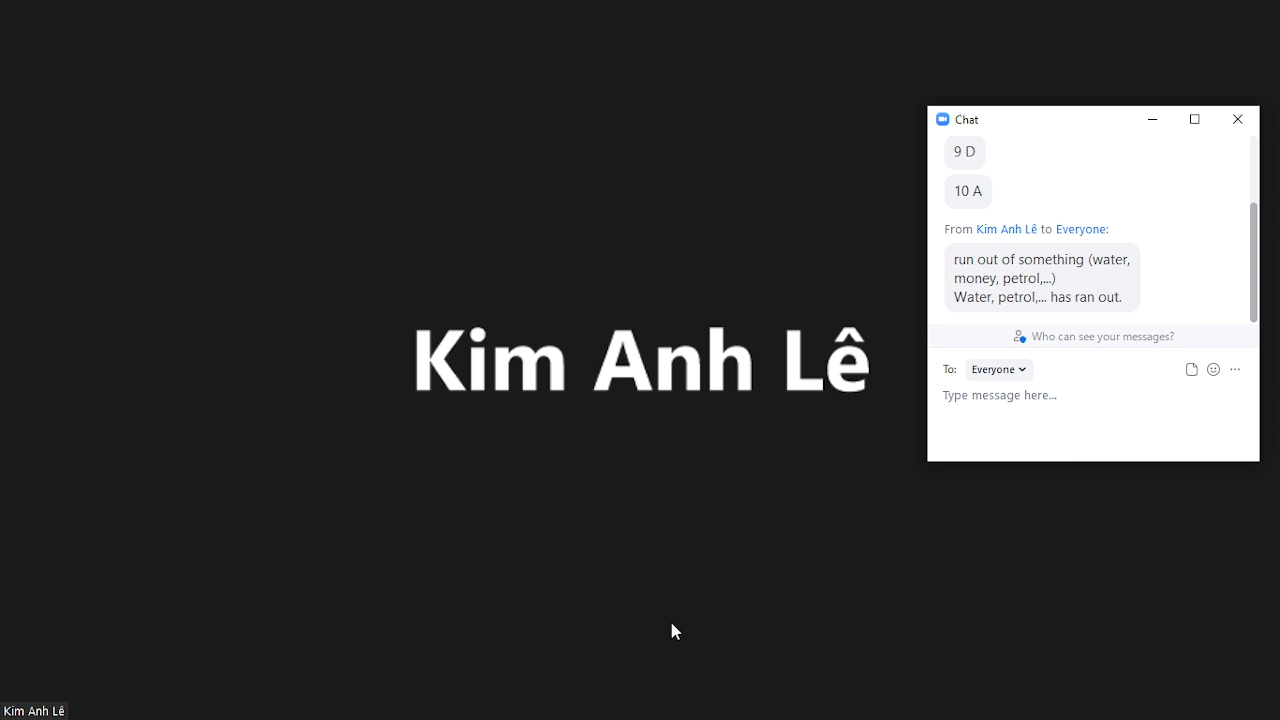 Chat
9 D
10 A
From Kim Anh Lê to Everyone:
run out of something (water,
money, petrol,...)
Water, petrol,... has ran out.
Who can see your messages?
To: Everyone
Type message here...
Kim Anh Lê
Kim Anh Lê